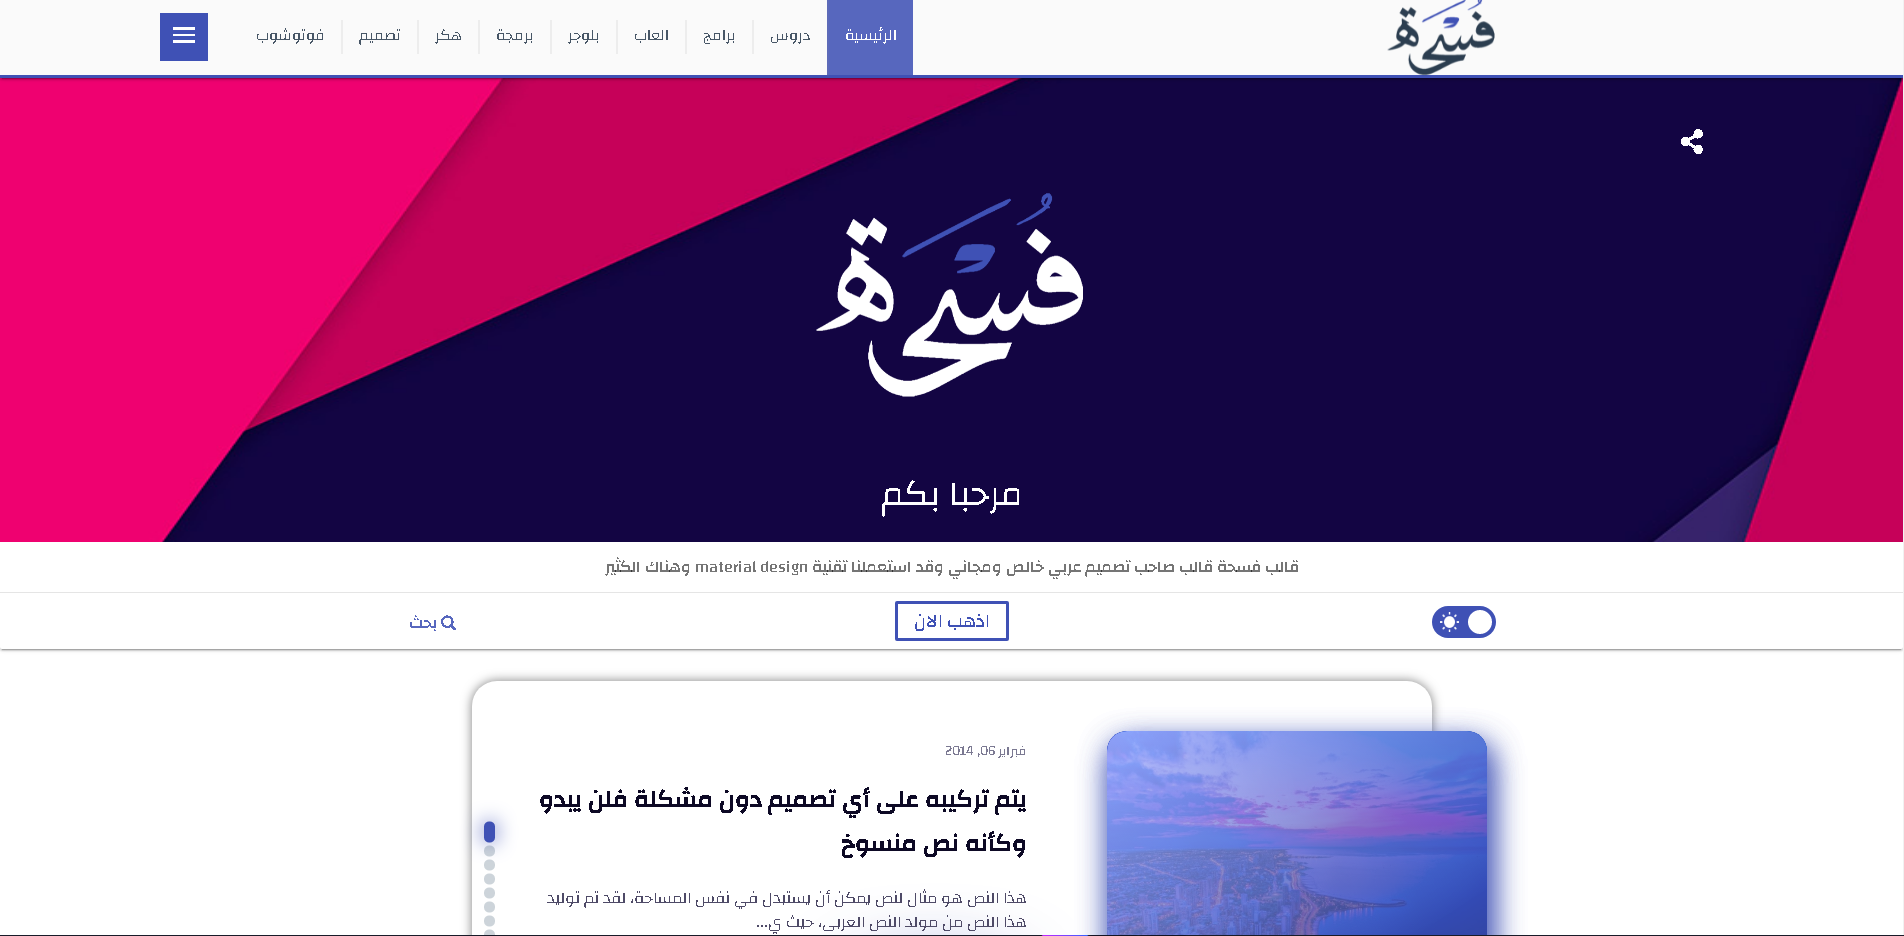 فسحة
الرئيسية
دروس
برامج
العاب
بلوجر
برمجة
هكر
تصميم
فوتوشوب
فُسحة
مرحبا بكم
قالب فسحة قالب صاحب تصميم عربي خالص ومجاني وقد استعملنا تقنية material design وهناك الكثير
اذهب الان
بحث
فبراير 06, 2014
يتم تركيبه على أي تصميم دون مشكلة فلن يبدو
وكأنه نص منسوخ
هذا النص هو مثال لنص يمكن أن يستبدل في نفس المساحة، لقد تم توليد
هذا النص من مولد النص العربى، حيث ي...